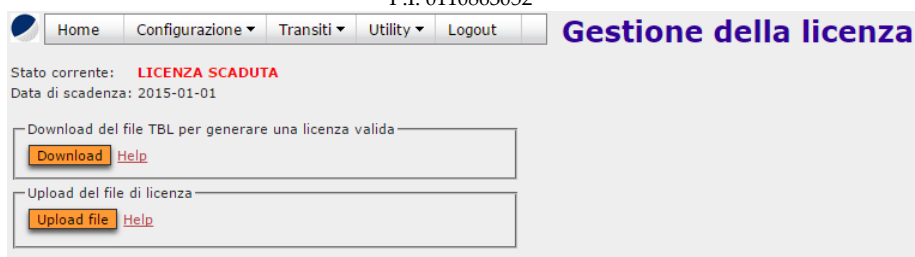 Home Configurazione Transiti Utility Logout Gestione della licenza
Stato corrente: LICENZA SCADUTA
Data di scadenza: 2015-01-01
Download del file TBL per generare una licenza valida
Download Help
Upload del file di licenza
Upload file Help